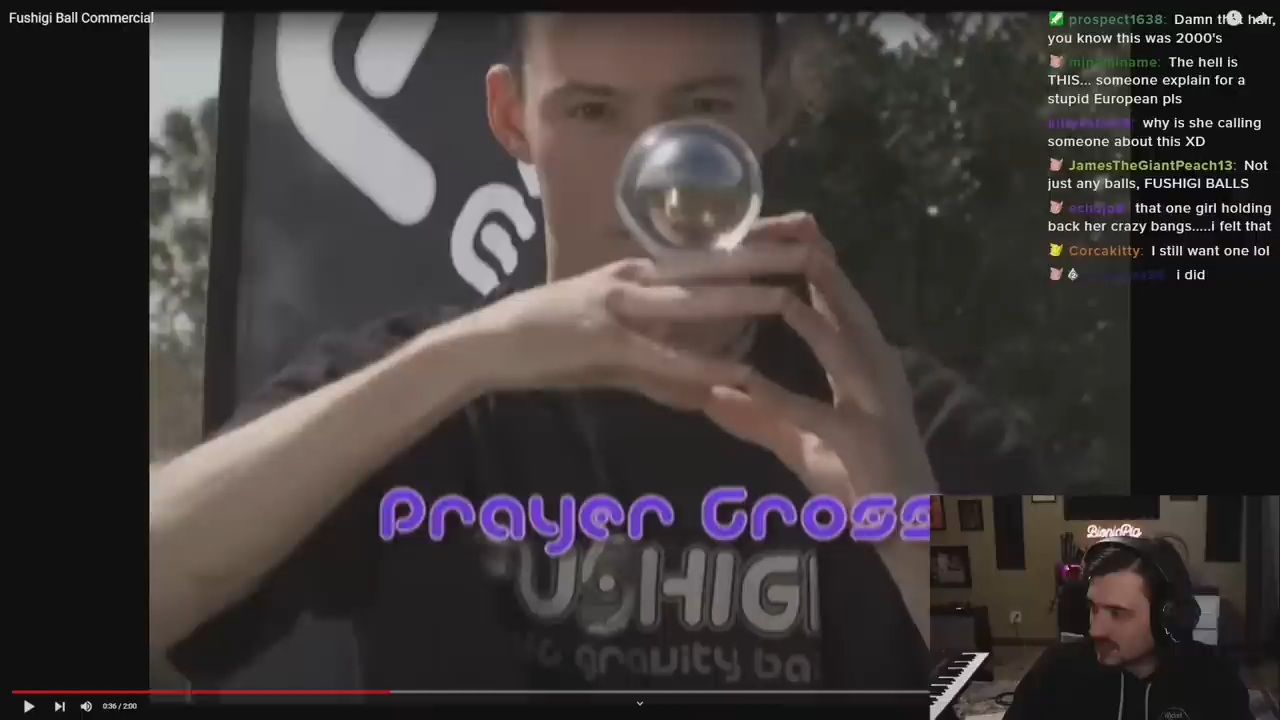 Fushigi Ball Commercial
prospect1638: Damn that hair,
you know this was 2000's
The hell is
THIS... someone explain for a
stupid European pls
why is she calling
someone about this XD
JamesTheGiantPeach13: Not
just any balls, FUSHIGI BALLS
that one girl holding
back her crazy bangs.....i felt that
Corcakitty: I still want one lol
i did
Prayer Cross
FUSHIGI
gravity ba
BionicPig
0:36 / 2:00